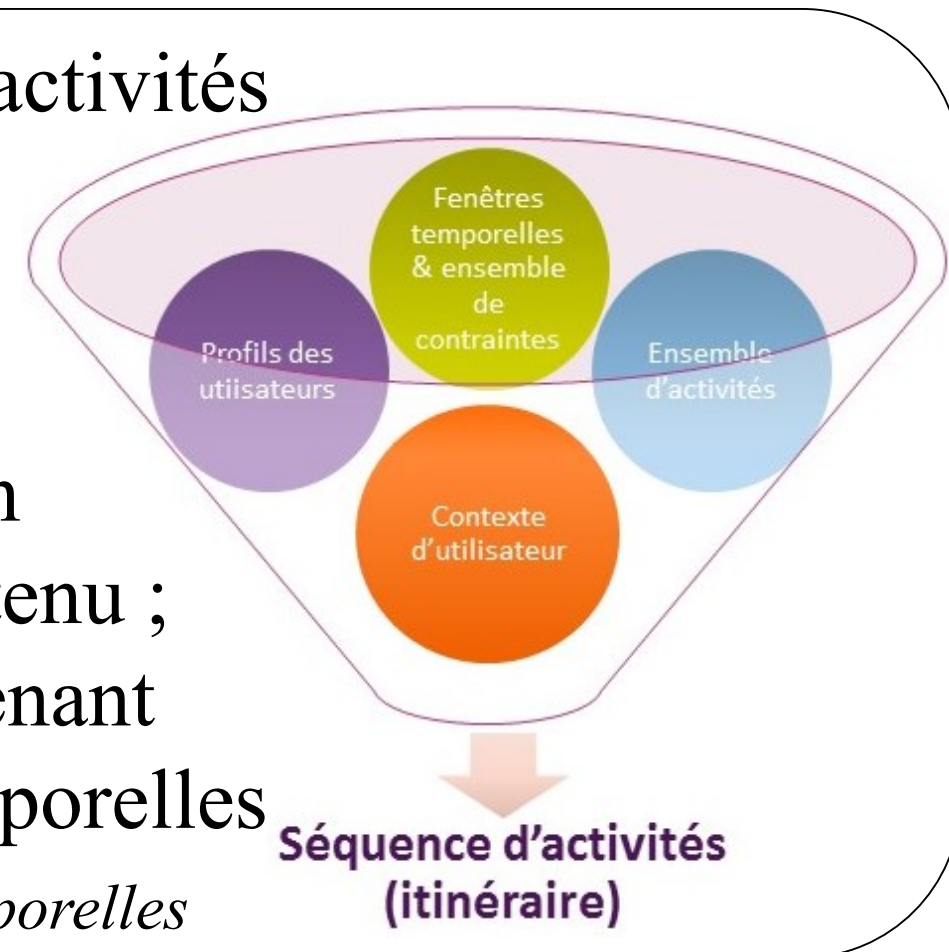 activités
Fenêtres
temporelles
& ensemble
de
contraintes
Profils des
utiisateurs
Ensemble
d'activités
Contexte
d'utilisateur
n
tenu ;
enant
porelles
porelles
Séquence d'activités
(itinéraire)